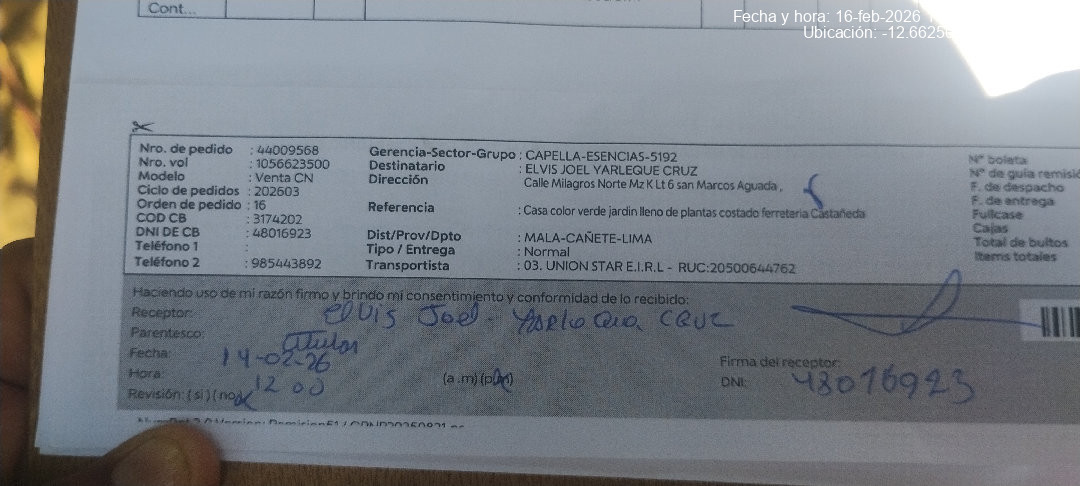 Cont...
Fecha y hora: 16-feb-2026
Ubicación: -12.6625
Nro. de pedido : 44009568
Nro. vol : 1056623500
Modelo : Venta CN
Ciclo de pedidos : 202603
Orden de pedido : 16
COD CB : 3174202
DNI DE CB : 48016923
Teléfono 1 :
Teléfono 2 : 985443892
Gerencia-Sector-Grupo : CAPELLA-ESENCIAS-5192
Destinatario : ELVIS JOEL YARLEQUE CRUZ
Dirección Calle Milagros Norte Mz K Lt 6 san Marcos Aguada ,
Referencia : Casa color verde jardin lleno de plantas costado ferreteria Castañeda
Dist/Prov/Dpto : MALA-CAÑETE-LIMA
Tipo / Entrega : Normal
Transportista : 03. UNION STAR E.I.R.L - RUC:20500644762
N° boleta
N° de guia remisió
F. de despacho
F. de entrega
Fullcase
Cajas
Total de bultos
Items totales
Haciendo uso de mi razón firmo y brindo mi consentimiento y conformidad de lo recibido:
Receptor: Elvis Joel - CRUZ
Parentesco: titular
Fecha: 14-02-26
Hora: 12 00 (a.m) (p.m)
Revisión: ( si ) ( no )
Firma del receptor:
DNI: 48016923